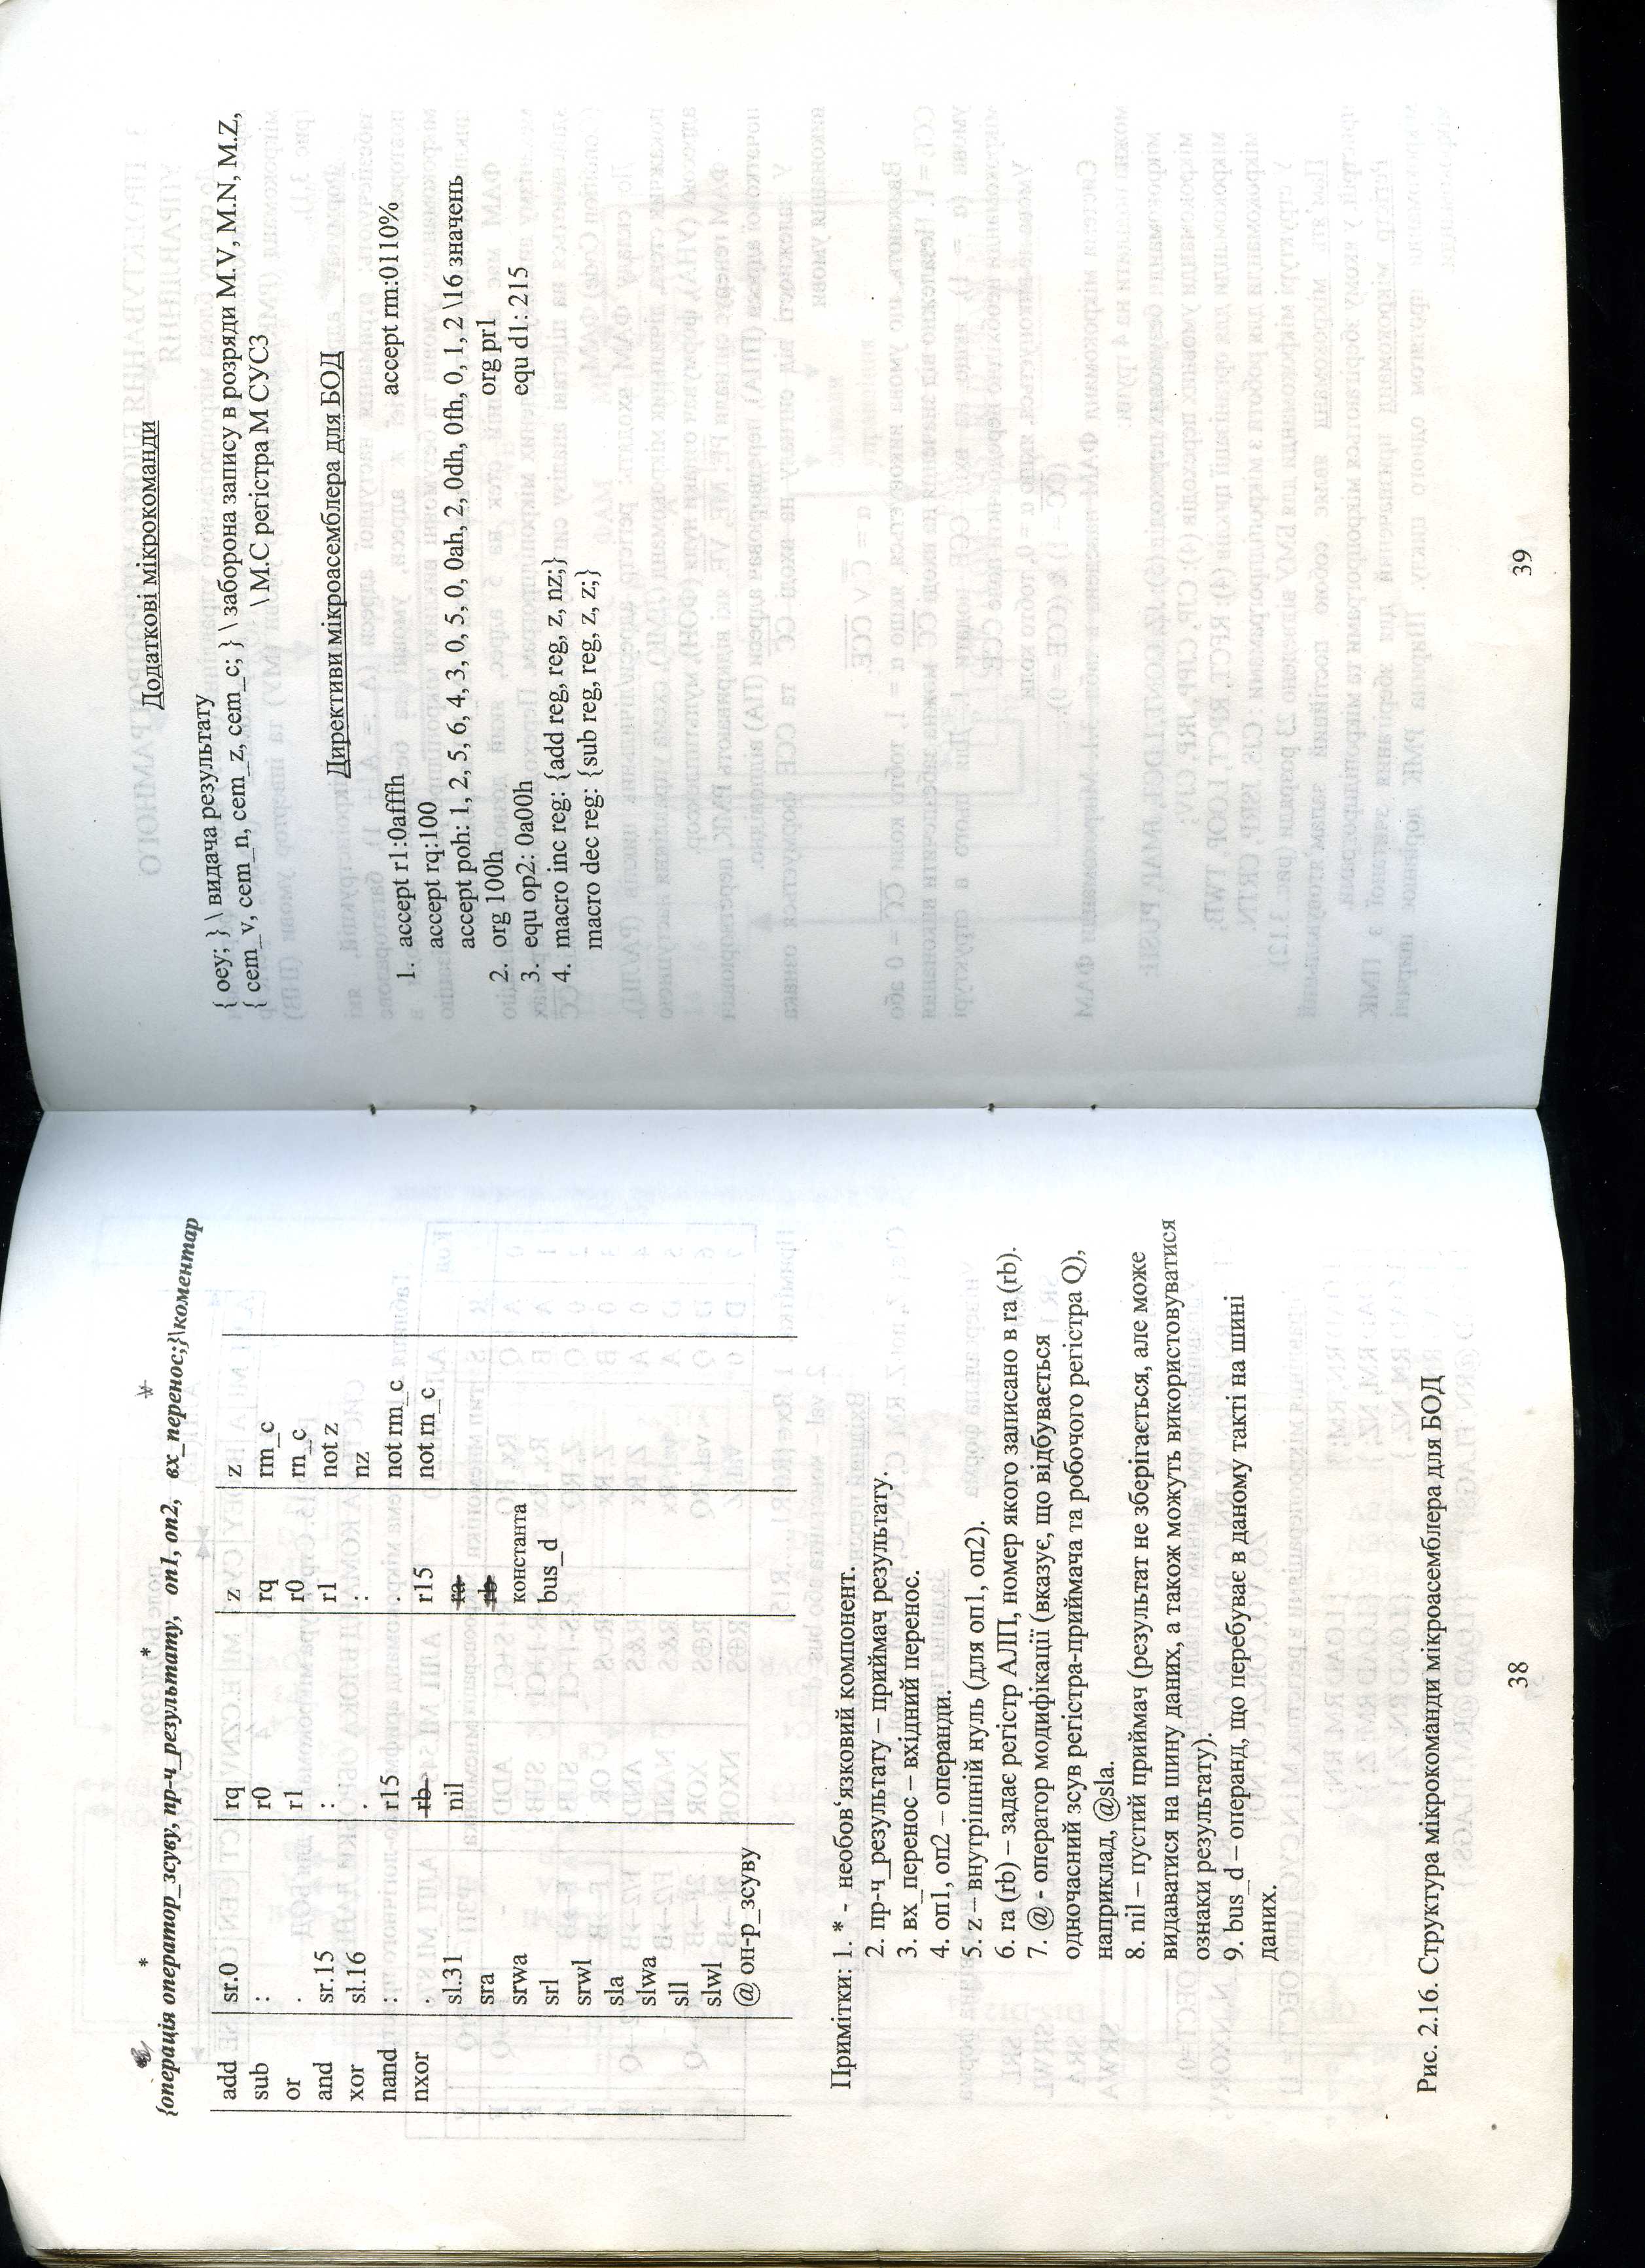 {операція оператор_зсуву, пр-ч_результату, оп1, оп2, вх_перенос;}\коментар
* * *
add sr.0 rq z z
sub : r0 rq rm_c
or . r1 r0 rn_c
and sr.15 : r1 not z
xor sl.16 . : nz
nand : r15 . not rm_c
nxor . rb r15 not rn_c
sl.31 nil ra
sra rb
srwa константа
srl bus_d
srwl
sla
slwa
sll
slwl
@ оп-р_зсуву
Примітки: 1. * - необов'язковий компонент.
2. пр-ч_результату – приймач результату.
3. вх_перенос – вхідний перенос.
4. оп1, оп2 – операнди.
5. z – внутрішній нуль (для оп1, оп2).
6. ra (rb) – задає регістр АЛП, номер якого записано в ra (rb).
7. @ - оператор модифікації (вказує, що відбувається
одночасний зсув регістра-приймача та робочого регістра Q),
наприклад, @sla.
8. nil – пустий приймач (результат не зберігається, але може
видаватися на шину даних, а також можуть використовуватися
ознаки результату).
9. bus_d – операнд, що перебуває в даному такті на шині
даних.
Рис. 2.16. Структура мікрокоманди мікроасемблера для БОД
38
Додаткові мікрокоманди
{ oey; } \ видача результату
{ cem_v, cem_n, cem_z, cem_c; } \ заборона запису в розряди M.V, M.N, M.Z,
\ M.C регістра М СУСЗ
Директиви мікроасемблера для БОД
1. accept r1:0afffh accept rm:0110%
accept rq:100
accept poh: 1, 2, 5, 6, 4, 3, 0, 5, 0, 0ah, 2, 0dh, 0fh, 0, 1, 2 \16 значень
2. org 100h org pr1
3. equ op2: 0a00h equ d1: 215
4. macro inc reg: {add reg, reg, z, nz;}
macro dec reg: {sub reg, reg, z, z;}
39